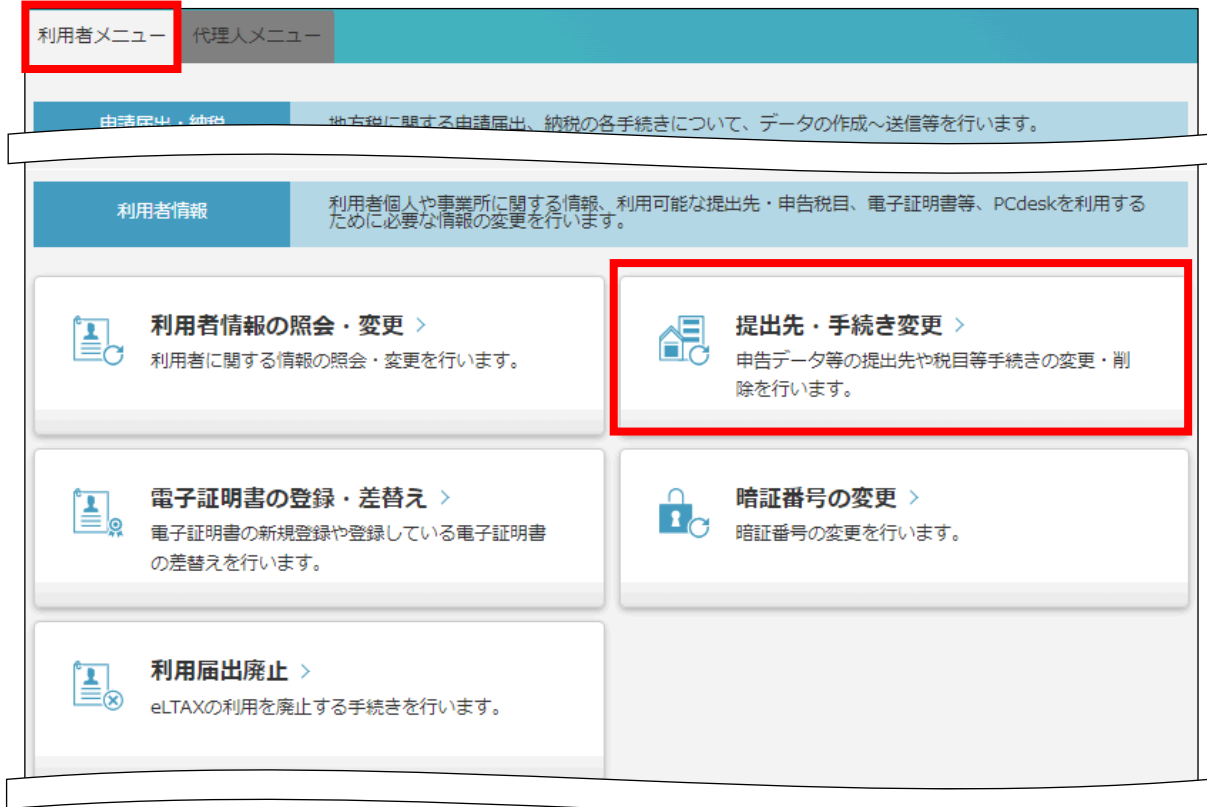 利用者メニュー 代理人メニュー
申請届出・納税
地方税に関する申請届出、納税の各手続きについて、データの作成~送信等を行います。
利用者情報
利用者個人や事業所に関する情報、利用可能な提出先・申告税目、電子証明書等、PCdeskを利用する
ために必要な情報の変更を行います。
利用者情報の照会・変更 >
利用者に関する情報の照会・変更を行います。
提出先・手続き変更 >
申告データ等の提出先や税目等手続きの変更・削
除を行います。
電子証明書の登録・差替え >
電子証明書の新規登録や登録している電子証明書
の差替えを行います。
暗証番号の変更 >
暗証番号の変更を行います。
利用届出廃止 >
eLTAXの利用を廃止する手続きを行います。